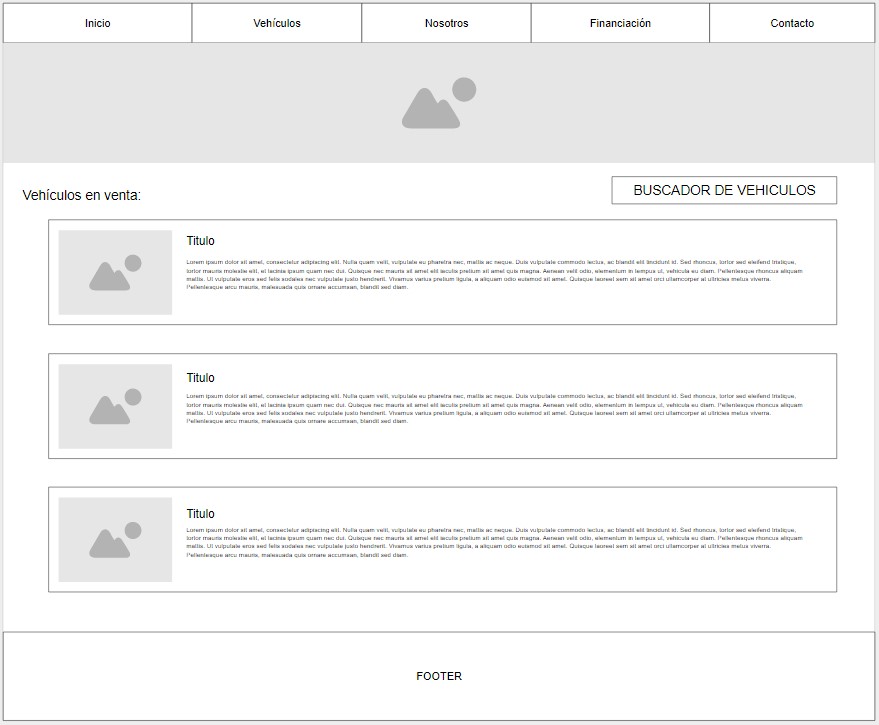 Inicio
Vehículos
Nosotros
Financiación
Contacto
Vehículos en venta:
BUSCADOR DE VEHICULOS
Titulo
Lorem ipsum dolor sit amet, consectetur adipiscing elit. Nulla quam velit, vulputate eu pharetra nec, mattis ac neque. Duis vulputate commodo lectus, ac blandit elit tincidunt id. Sed rhoncus, tortor sed eleifend tristique,
tortor mauris molestie elit, et lacinia ipsum quam nec dui. Quisque nec mauris sit amet elit iaculis pretium sit amet quis magna. Aenean velit odio, elementum in tempus ut, vehicula eu diam. Pellentesque rhoncus aliquam
mattis. Ut vulputate eros sed felis sodales nec vulputate justo hendrerit. Vivamus varius pretium ligula, a aliquam odio euismod sit amet. Quisque laoreet sem sit amet orci ullamcorper at ultricies metus viverra.
Pellentesque arcu mauris, malesuada quis ornare accumsan, blandit sed diam.
Titulo
Lorem ipsum dolor sit amet, consectetur adipiscing elit. Nulla quam velit, vulputate eu pharetra nec, mattis ac neque. Duis vulputate commodo lectus, ac blandit elit tincidunt id. Sed rhoncus, tortor sed eleifend tristique,
tortor mauris molestie elit, et lacinia ipsum quam nec dui. Quisque nec mauris sit amet elit iaculis pretium sit amet quis magna. Aenean velit odio, elementum in tempus ut, vehicula eu diam. Pellentesque rhoncus aliquam
mattis. Ut vulputate eros sed felis sodales nec vulputate justo hendrerit. Vivamus varius pretium ligula, a aliquam odio euismod sit amet. Quisque laoreet sem sit amet orci ullamcorper at ultricies metus viverra.
Pellentesque arcu mauris, malesuada quis ornare accumsan, blandit sed diam.
Titulo
Lorem ipsum dolor sit amet, consectetur adipiscing elit. Nulla quam velit, vulputate eu pharetra nec, mattis ac neque. Duis vulputate commodo lectus, ac blandit elit tincidunt id. Sed rhoncus, tortor sed eleifend tristique,
tortor mauris molestie elit, et lacinia ipsum quam nec dui. Quisque nec mauris sit amet elit iaculis pretium sit amet quis magna. Aenean velit odio, elementum in tempus ut, vehicula eu diam. Pellentesque rhoncus aliquam
mattis. Ut vulputate eros sed felis sodales nec vulputate justo hendrerit. Vivamus varius pretium ligula, a aliquam odio euismod sit amet. Quisque laoreet sem sit amet orci ullamcorper at ultricies metus viverra.
Pellentesque arcu mauris, malesuada quis ornare accumsan, blandit sed diam.
FOOTER